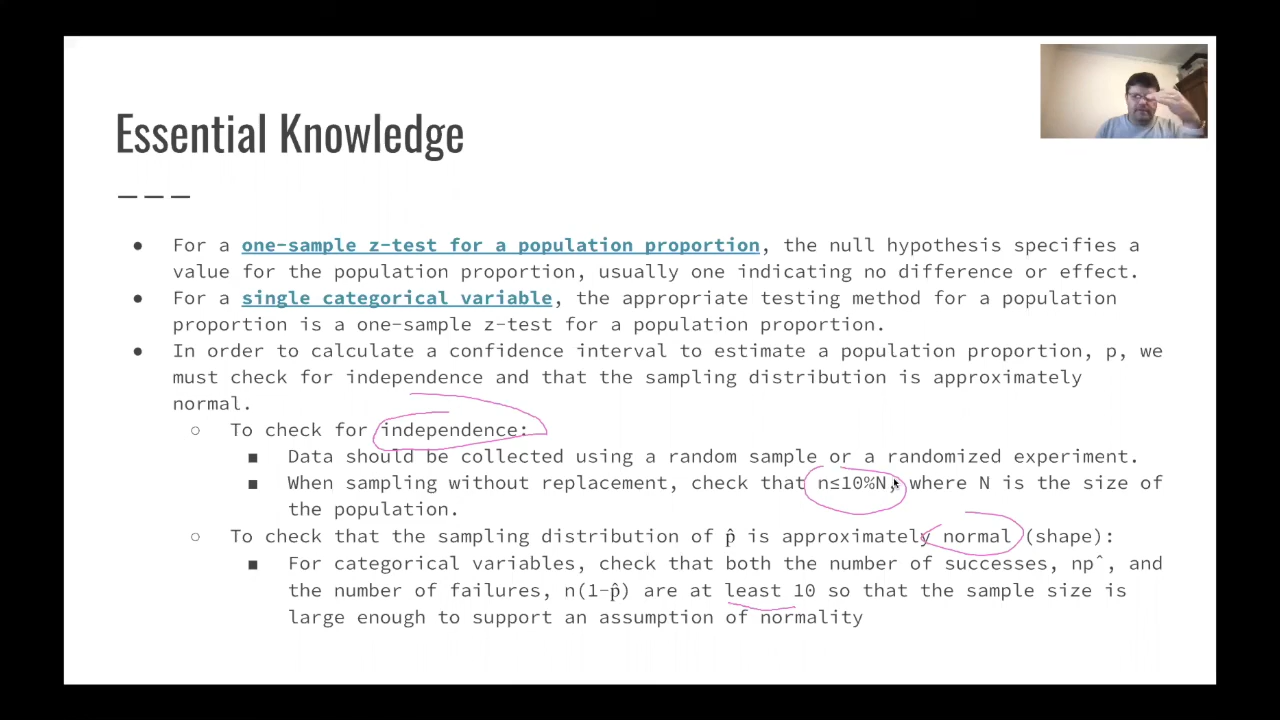 Essential Knowledge
● For a one-sample z-test for a population proportion, the null hypothesis specifies a
value for the population proportion, usually one indicating no difference or effect.
● For a single categorical variable, the appropriate testing method for a population
proportion is a one-sample z-test for a population proportion.
● In order to calculate a confidence interval to estimate a population proportion, p, we
must check for independence and that the sampling distribution is approximately
normal.
○ To check for independence:
■ Data should be collected using a random sample or a randomized experiment.
■ When sampling without replacement, check that n≤10%N, where N is the size of
the population.
○ To check that the sampling distribution of p̂ is approximately normal (shape):
■ For categorical variables, check that both the number of successes, npˆ, and
the number of failures, n(1-p̂) are at least 10 so that the sample size is
large enough to support an assumption of normality